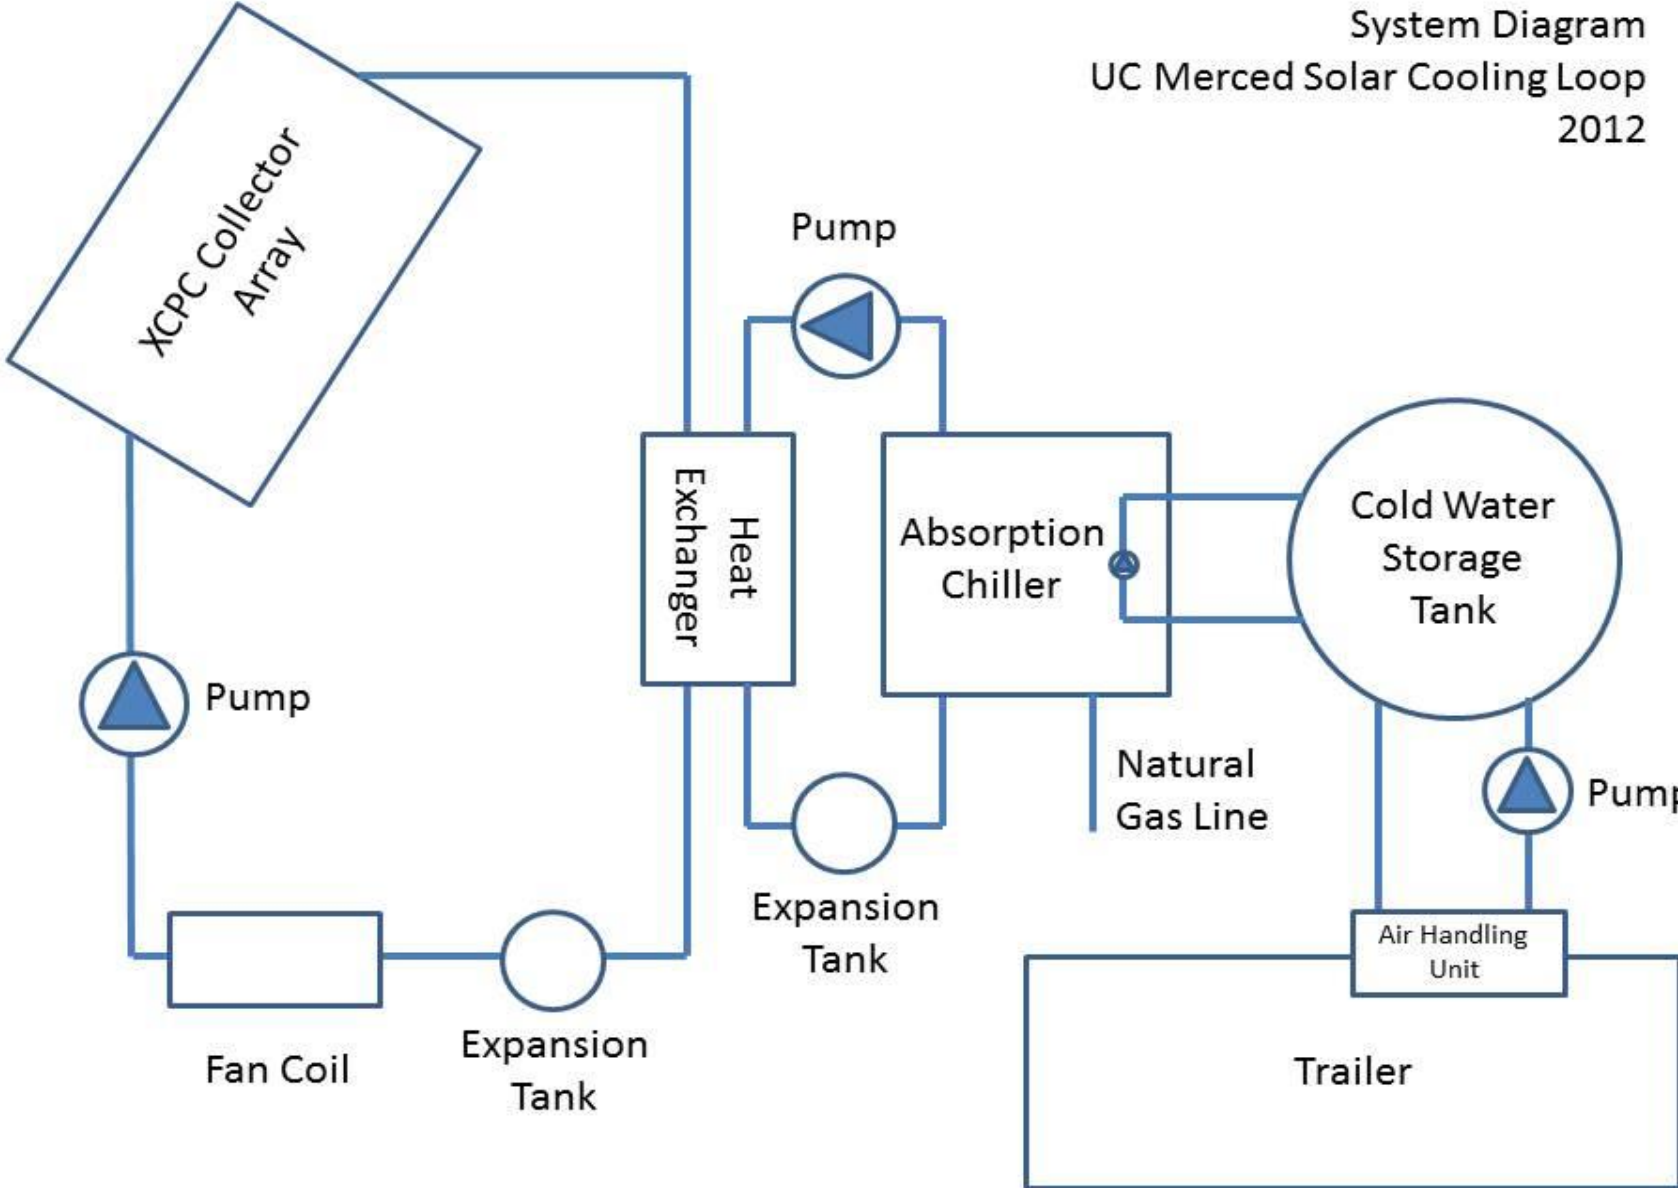 System Diagram
UC Merced Solar Cooling Loop
2012
XCPC Collector
Array
Pump
Heat
Exchanger
Absorption
Chiller
Cold Water
Storage
Tank
Pump
Natural
Gas Line
Pump
Expansion
Tank
Air Handling
Unit
Fan Coil
Expansion
Tank
Trailer